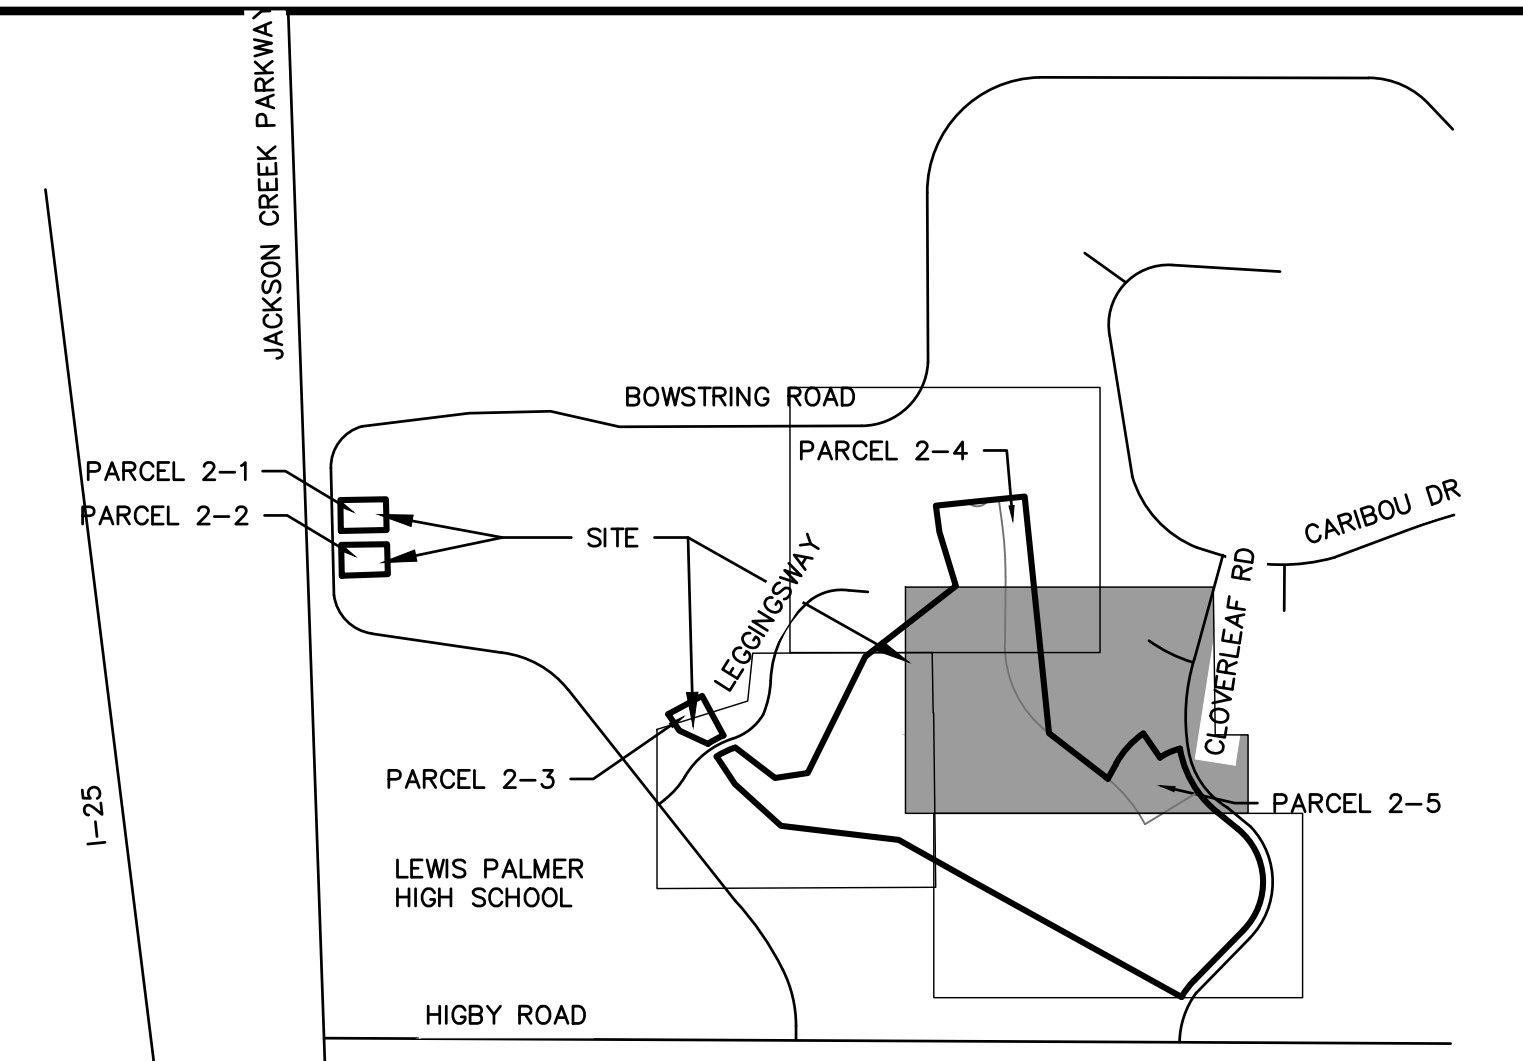 JACKSON CREEK PARKWAY
BOWSTRING ROAD
PARCEL 2-4
PARCEL 2-1
PARCEL 2-2
SITE
CARIBOU DR
LEGGINGSWAY
CLOVERLEAF RD
PARCEL 2-3
PARCEL 2-5
I-25
LEWIS PALMER
HIGH SCHOOL
HIGBY ROAD